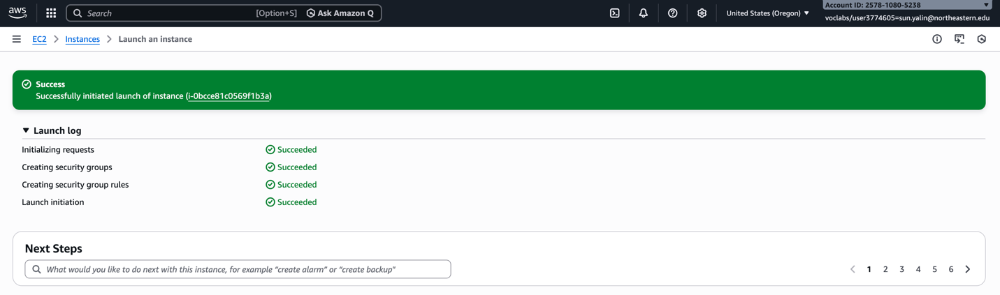 aws
Search [Option+S] Ask Amazon Q United States (Oregon) Account ID: 2578-1080-5238
voclabs/user3774605=sun.yalin@northeastern.edu
EC2 Instances Launch an instance
Success
Successfully initiated launch of instance (i-0bcce81c0569f1b3a)
Launch log
Initializing requests Succeeded
Creating security groups Succeeded
Creating security group rules Succeeded
Launch initiation Succeeded
Next Steps
What would you like to do next with this instance, for example “create alarm” or “create backup” 1 2 3 4 5 6